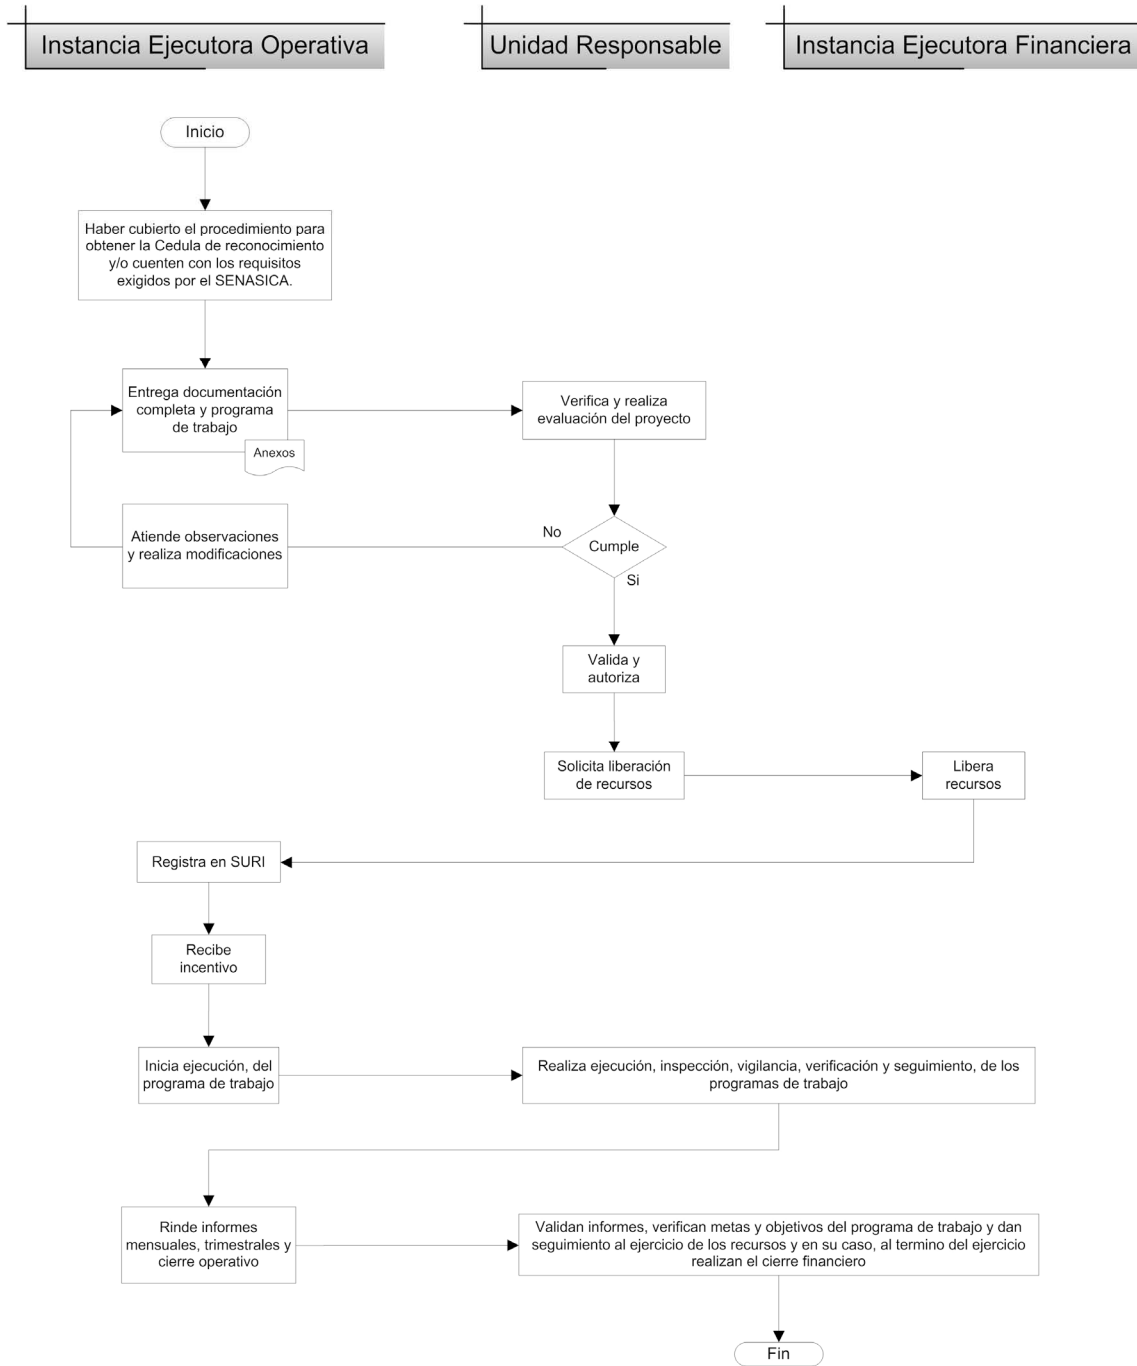 Instancia Ejecutora Operativa
Unidad Responsable
Instancia Ejecutora Financiera
Inicio
Haber cubierto el procedimiento para
obtener la Cedula de reconocimiento
y/o cuenten con los requisitos
exigidos por el SENASICA.
Entrega documentación
completa y programa
de trabajo
Anexos
Verifica y realiza
evaluación del proyecto
Atiende observaciones
y realiza modificaciones
No
Cumple
Si
Valida y
autoriza
Solicita liberación
de recursos
Libera
recursos
Registra en SURI
Recibe
incentivo
Inicia ejecución, del
programa de trabajo
Realiza ejecución, inspección, vigilancia, verificación y seguimiento, de los
programas de trabajo
Rinde informes
mensuales, trimestrales y
cierre operativo
Validan informes, verifican metas y objetivos del programa de trabajo y dan
seguimiento al ejercicio de los recursos y en su caso, al termino del ejercicio
realizan el cierre financiero
Fin